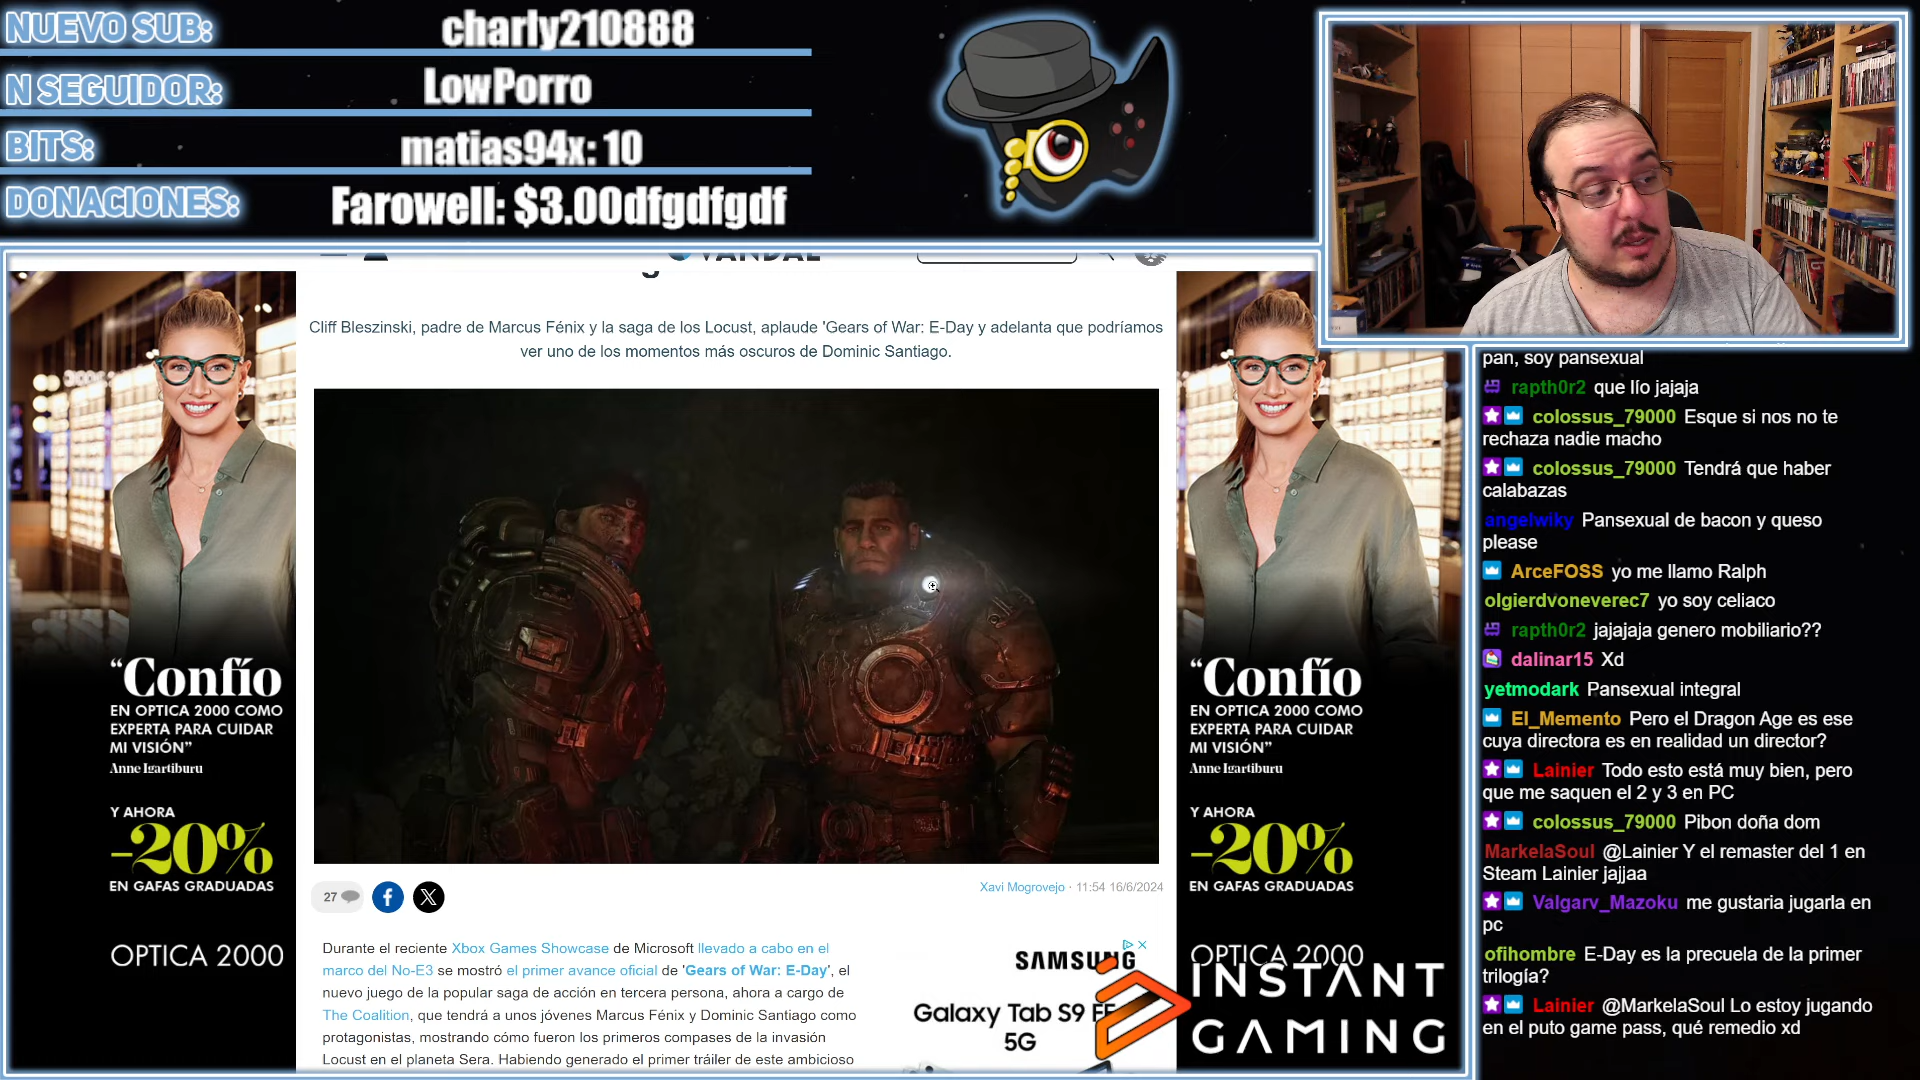 NUEVO SUB: charly210888
N SEGUIDOR: LowPorro
BITS: matias94x: 10
DONACIONES: Farowell: $3.00dfgdfgdf
VANDAL
Cliff Bleszinski, padre de Marcus Fénix y la saga de los Locust, aplaude 'Gears of War: E-Day y adelanta que podríamos
ver uno de los momentos más oscuros de Dominic Santiago.
“Confío
EN OPTICA 2000 COMO
EXPERTA PARA CUIDAR
MI VISIÓN”
Anne Igartiburu
Y AHORA
-20%
EN GAFAS GRADUADAS
OPTICA 2000
27
Xavi Mogrovejo · 11:54 16/6/2024
Durante el reciente Xbox Games Showcase de Microsoft llevado a cabo en el
marco del No-E3 se mostró el primer avance oficial de 'Gears of War: E-Day', el
nuevo juego de la popular saga de acción en tercera persona, ahora a cargo de
The Coalition, que tendrá a unos jóvenes Marcus Fénix y Dominic Santiago como
protagonistas, mostrando cómo fueron los primeros compases de la invasión
Locust en el planeta Sera. Habiendo generado el primer tráiler de este ambicioso
SAMSUNG
Galaxy Tab S9 FE
5G
“Confío
EN OPTICA 2000 COMO
EXPERTA PARA CUIDAR
MI VISIÓN”
Anne Igartiburu
Y AHORA
-20%
EN GAFAS GRADUADAS
OPTICA 2000
INSTANT
GAMING
pan, soy pansexual
rapth0r2 que lío jajaja
colossus_79000 Esque si nos no te
rechaza nadie macho
colossus_79000 Tendrá que haber
calabazas
angelwiky Pansexual de bacon y queso
please
ArceFOSS yo me llamo Ralph
olgierdvoneverec7 yo soy celiaco
rapth0r2 jajajaja genero mobiliario??
dalinar15 Xd
yetmodark Pansexual integral
El_Memento Pero el Dragon Age es ese
cuya directora es en realidad un director?
Lainier Todo esto está muy bien, pero
que me saquen el 2 y 3 en PC
colossus_79000 Pibon doña dom
MarkelaSoul @Lainier Y el remaster del 1 en
Steam Lainier jajjaa
Valgarv_Mazoku me gustaria jugarla en
pc
ofihombre E-Day es la precuela de la primer
trilogía?
Lainier @MarkelaSoul Lo estoy jugando
en el puto game pass, qué remedio xd